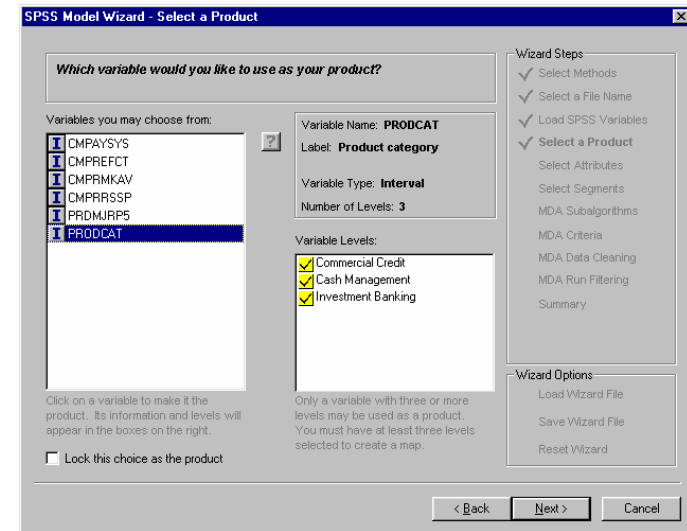 SPSS Model Wizard - Select a Product
Which variable would you like to use as your product?
Variables you may choose from:
CMPAYSYS
CMPREFCT
CMPRMKAV
CMPRRSSP
PRDMJRP5
PRODCAT
Click on a variable to make it the
product. Its information and levels will
appear in the boxes on the right.
Lock this choice as the product
?
Variable Name: PRODCAT
Label: Product category
Variable Type: Interval
Number of Levels: 3
Variable Levels:
Commercial Credit
Cash Management
Investment Banking
Only a variable with three or more
levels may be used as a product.
You must have at least three levels
selected to create a map.
Wizard Steps
Select Methods
Select a File Name
Load SPSS Variables
Select a Product
Select Attributes
Select Segments
MDA Subalgorithms
MDA Criteria
MDA Data Cleaning
MDA Run Filtering
Summary
Wizard Options
Load Wizard File
Save Wizard File
Reset Wizard
< Back
Next >
Cancel